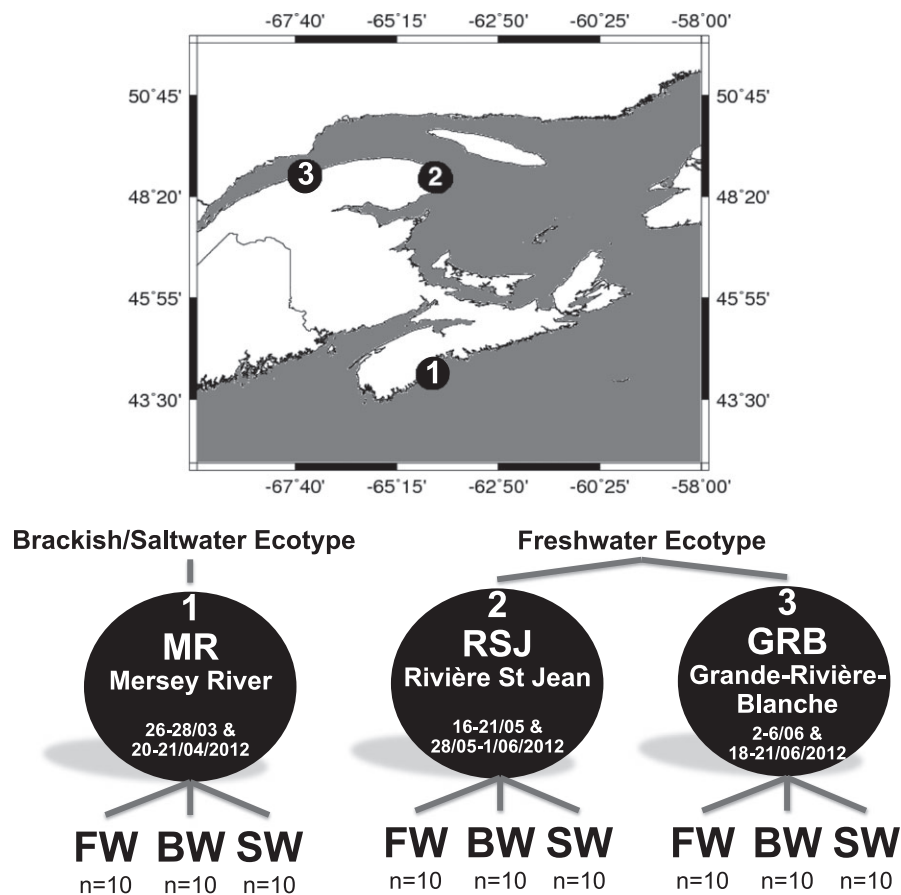 -67˚40' -65˚15' -62˚50' -60˚25' -58˚00'
50˚45' 50˚45'
3 2
48˚20' 48˚20'
45˚55' 45˚55'
1
43˚30' 43˚30'
-67˚40' -65˚15' -62˚50' -60˚25' -58˚00'
Brackish/Saltwater Ecotype
Freshwater Ecotype
1
MR
Mersey River
26-28/03 &
20-21/04/2012
FW BW SW
n=10 n=10 n=10
2
RSJ
Rivière St Jean
16-21/05 &
28/05-1/06/2012
FW BW SW
n=10 n=10 n=10
3
GRB
Grande-Rivière-
Blanche
2-6/06 &
18-21/06/2012
FW BW SW
n=10 n=10 n=10